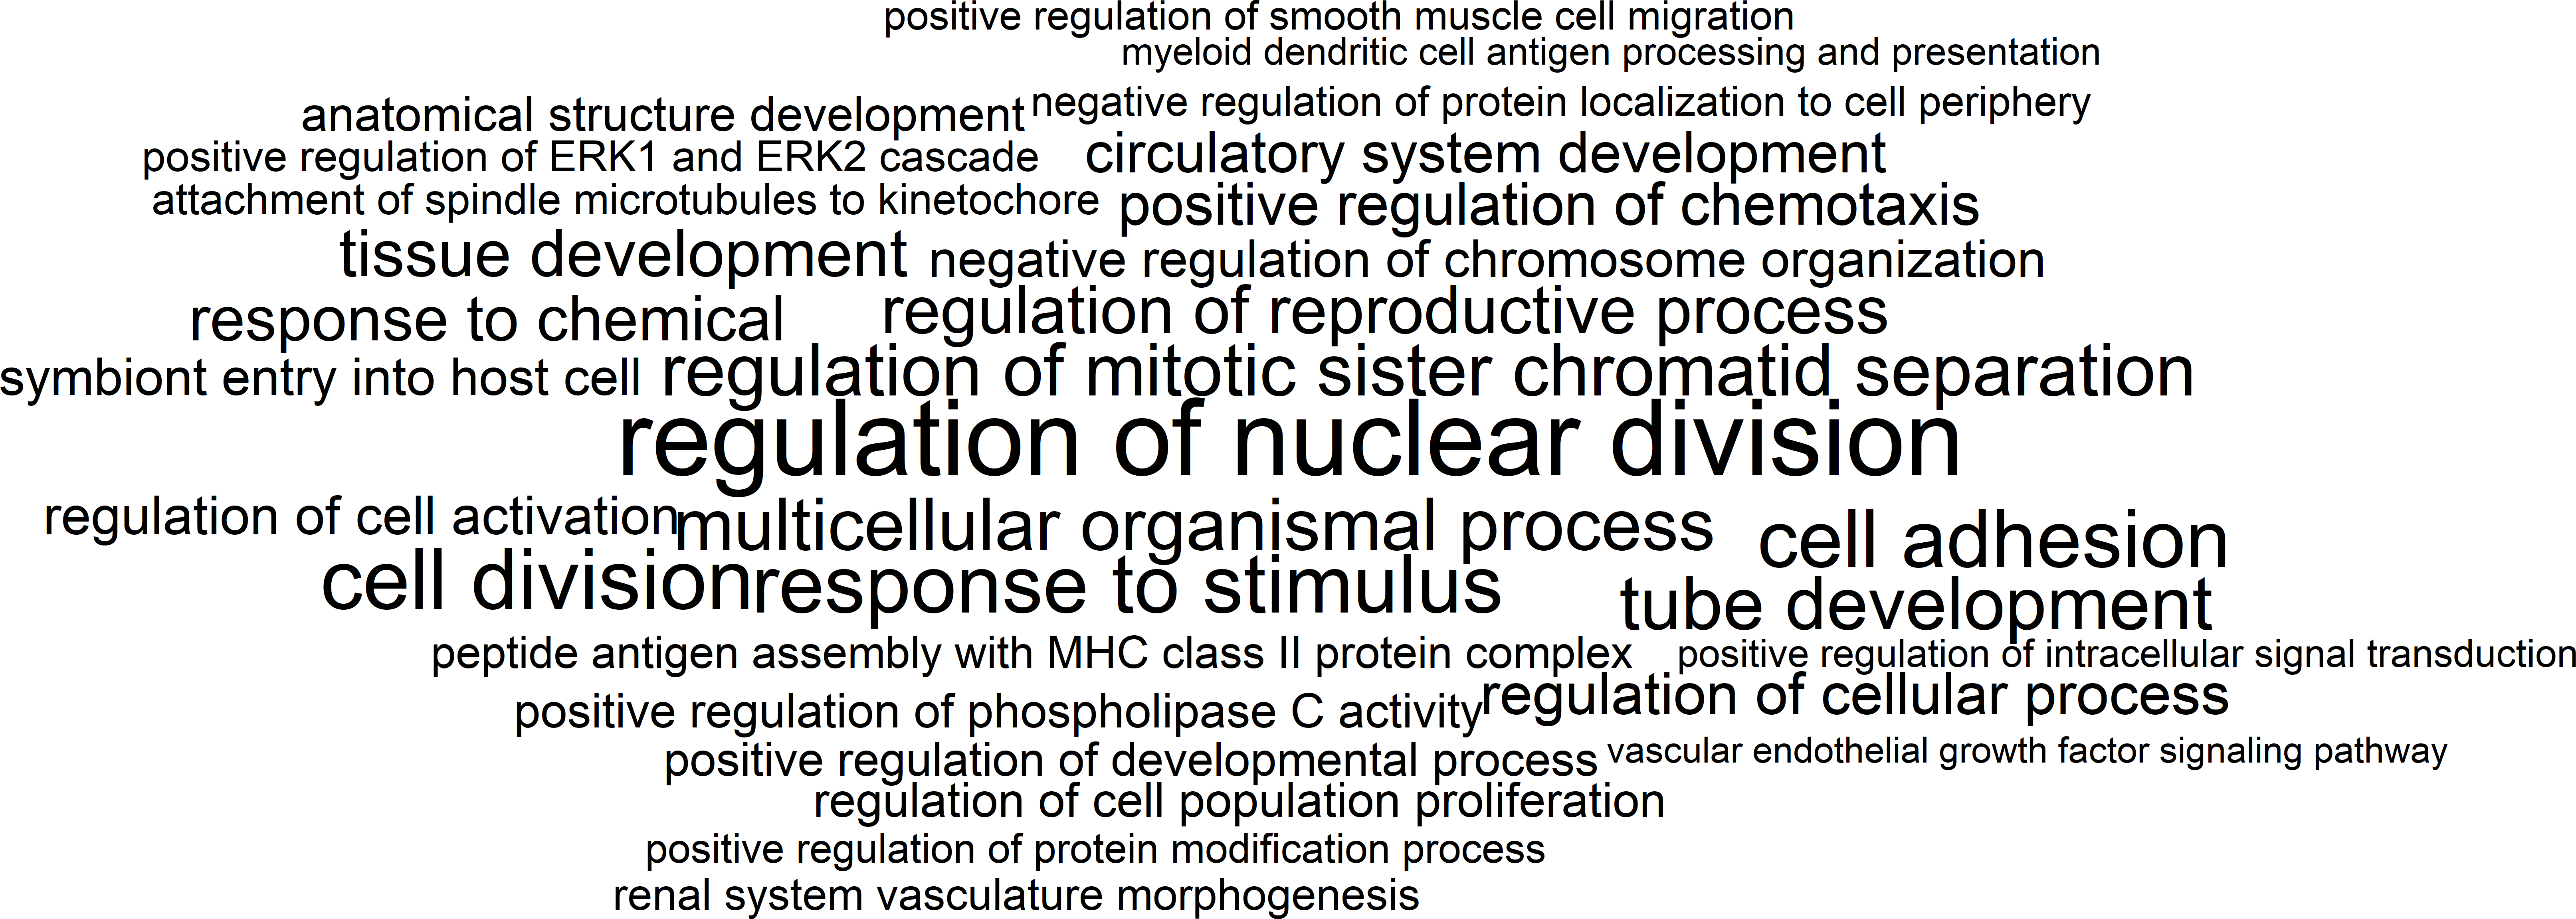 positive regulation of smooth muscle cell migration
myeloid dendritic cell antigen processing and presentation
anatomical structure development
negative regulation of protein localization to cell periphery
positive regulation of ERK1 and ERK2 cascade
circulatory system development
attachment of spindle microtubules to kinetochore
positive regulation of chemotaxis
tissue development
negative regulation of chromosome organization
response to chemical
regulation of reproductive process
symbiont entry into host cell
regulation of mitotic sister chromatid separation
regulation of nuclear division
regulation of cell activation
multicellular organismal process
cell adhesion
cell division
response to stimulus
tube development
peptide antigen assembly with MHC class II protein complex
positive regulation of intracellular signal transduction
positive regulation of phospholipase C activity
regulation of cellular process
positive regulation of developmental process
vascular endothelial growth factor signaling pathway
regulation of cell population proliferation
positive regulation of protein modification process
renal system vasculature morphogenesis